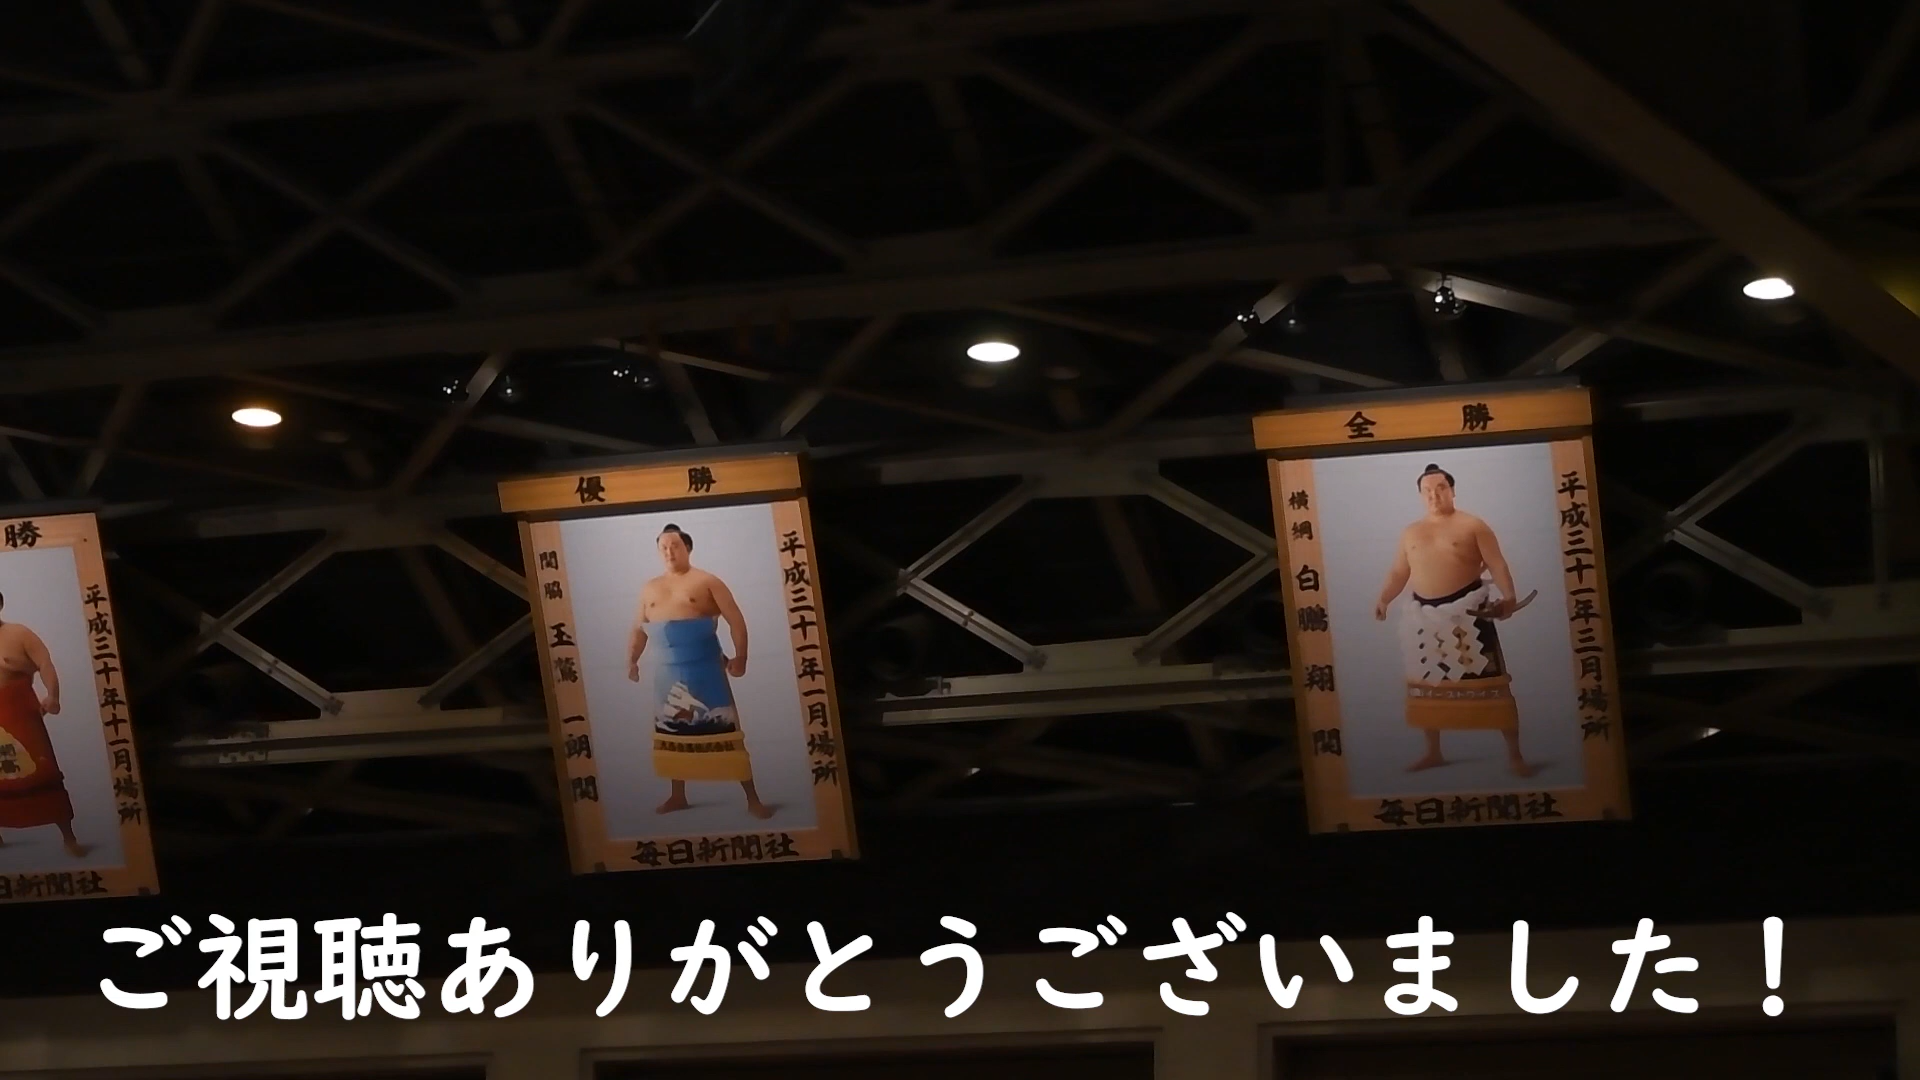 勝
平成三十年十一月場所
日新聞社
優勝
関脇 玉鷲 一朗関
平成三十一年一月場所
毎日新聞社
全勝
横綱 白鵬 翔関
平成三十一年三月場所
毎日新聞社
ご視聴ありがとうございました!